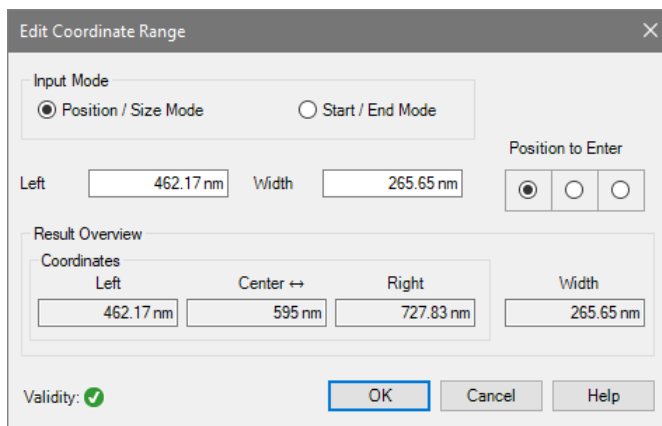 Edit Coordinate Range
Input Mode
Position / Size Mode Start / End Mode
Position to Enter
Left 462.17 nm Width 265.65 nm
Result Overview
Coordinates
Left Center ↔ Right Width
462.17 nm 595 nm 727.83 nm 265.65 nm
Validity: OK Cancel Help